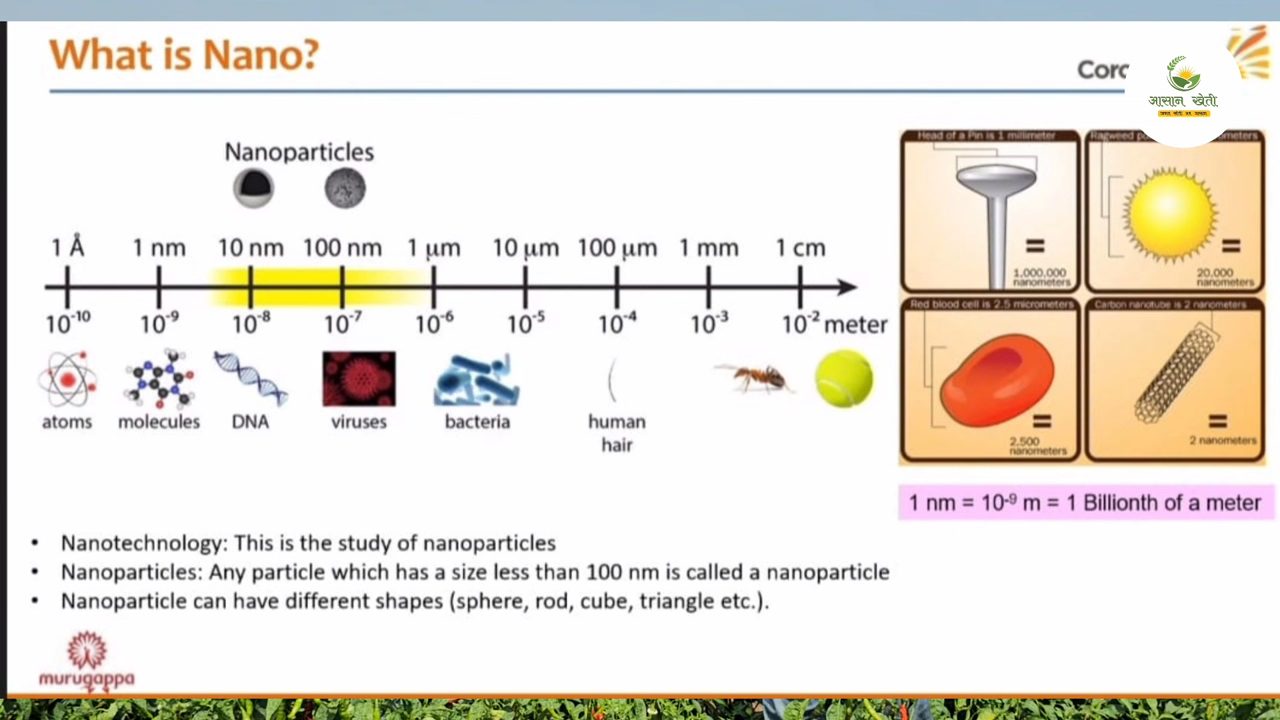 What is Nano?
आसान खेती
Nanoparticles
1 Å 1 nm 10 nm 100 nm 1 μm 10 μm 100 μm 1 mm 1 cm
10⁻¹⁰ 10⁻⁹ 10⁻⁸ 10⁻⁷ 10⁻⁶ 10⁻⁵ 10⁻⁴ 10⁻³ 10⁻² meter
atoms molecules DNA viruses bacteria human
hair
Head of a Pin is 1 millimeter
=
1,000,000
nanometers
Ragweed
=
20,000
nanometers
Red blood cell is 2.5 micrometers
=
2,500
nanometers
Carbon nanotube is 2 nanometers
=
2 nanometers
1 nm = 10⁻⁹ m = 1 Billionth of a meter
• Nanotechnology: This is the study of nanoparticles
• Nanoparticles: Any particle which has a size less than 100 nm is called a nanoparticle
• Nanoparticle can have different shapes (sphere, rod, cube, triangle etc.).
murugappa